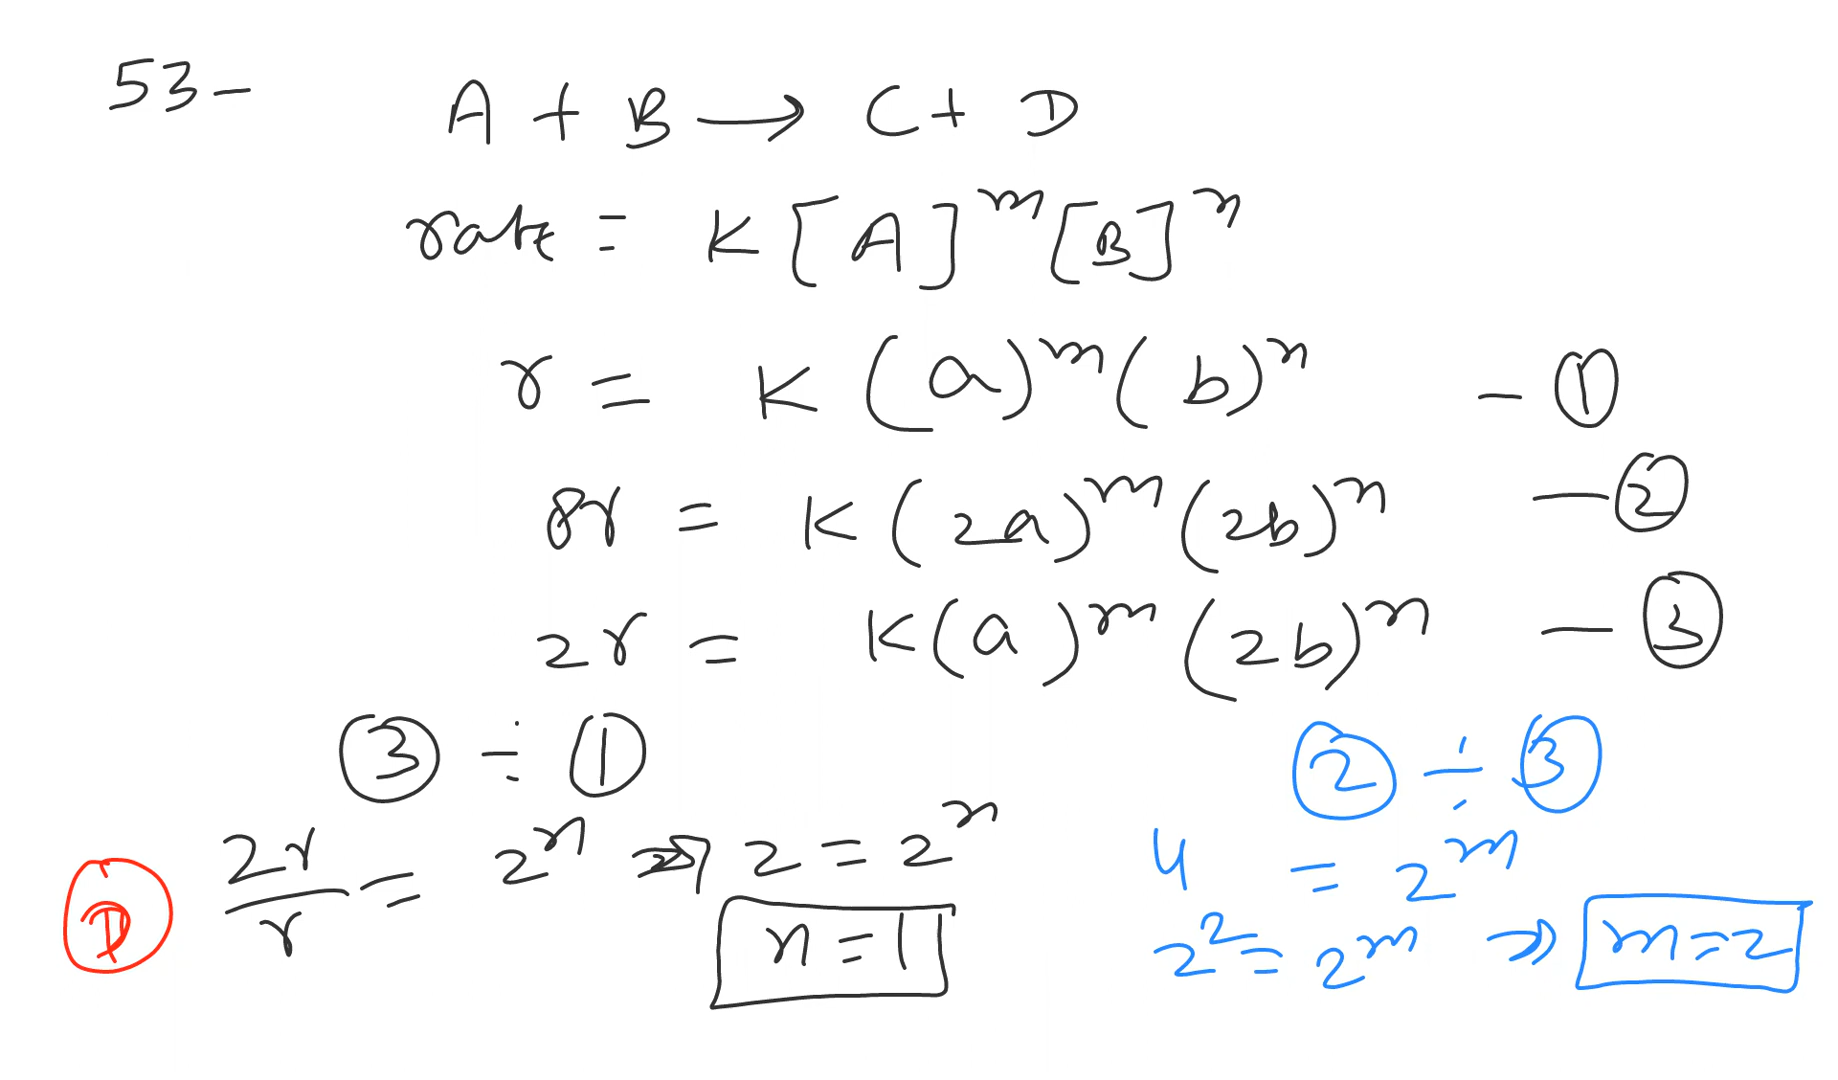 53-
A + B → C + D
rate = K[A]^m[B]^n
r = K(a)^m(b)^n - ①
8r = K(2a)^m(2b)^n - ②
2r = K(a)^m(2b)^n - ③
③ ÷ ①
2r/r = 2^n ⇒ 2 = 2^n
n = 1
② ÷ ③
4 = 2^m
2^2 = 2^m ⇒ m = 2
D